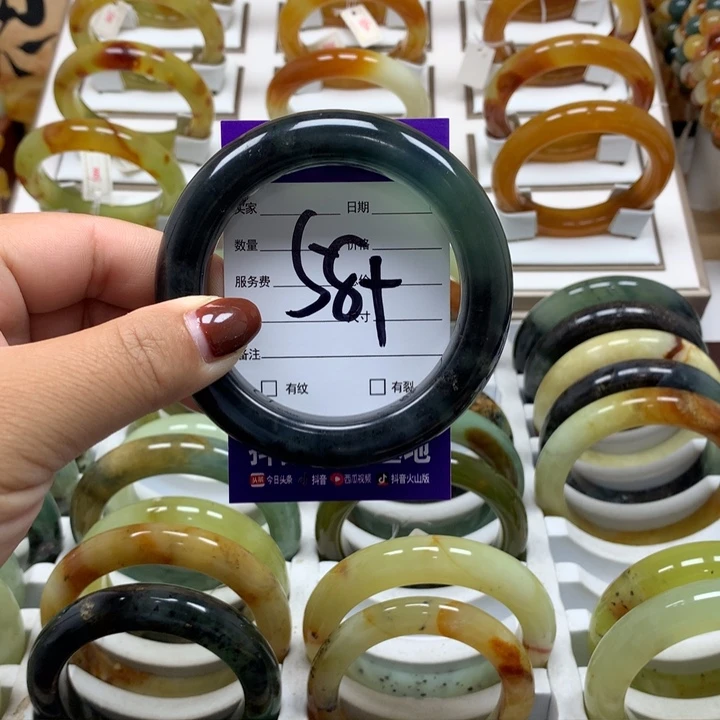 买家 日期
数量 价格
服务费
58+
尺寸
备注
有纹 有裂
今日头条 抖音 西瓜视频 抖音火山版